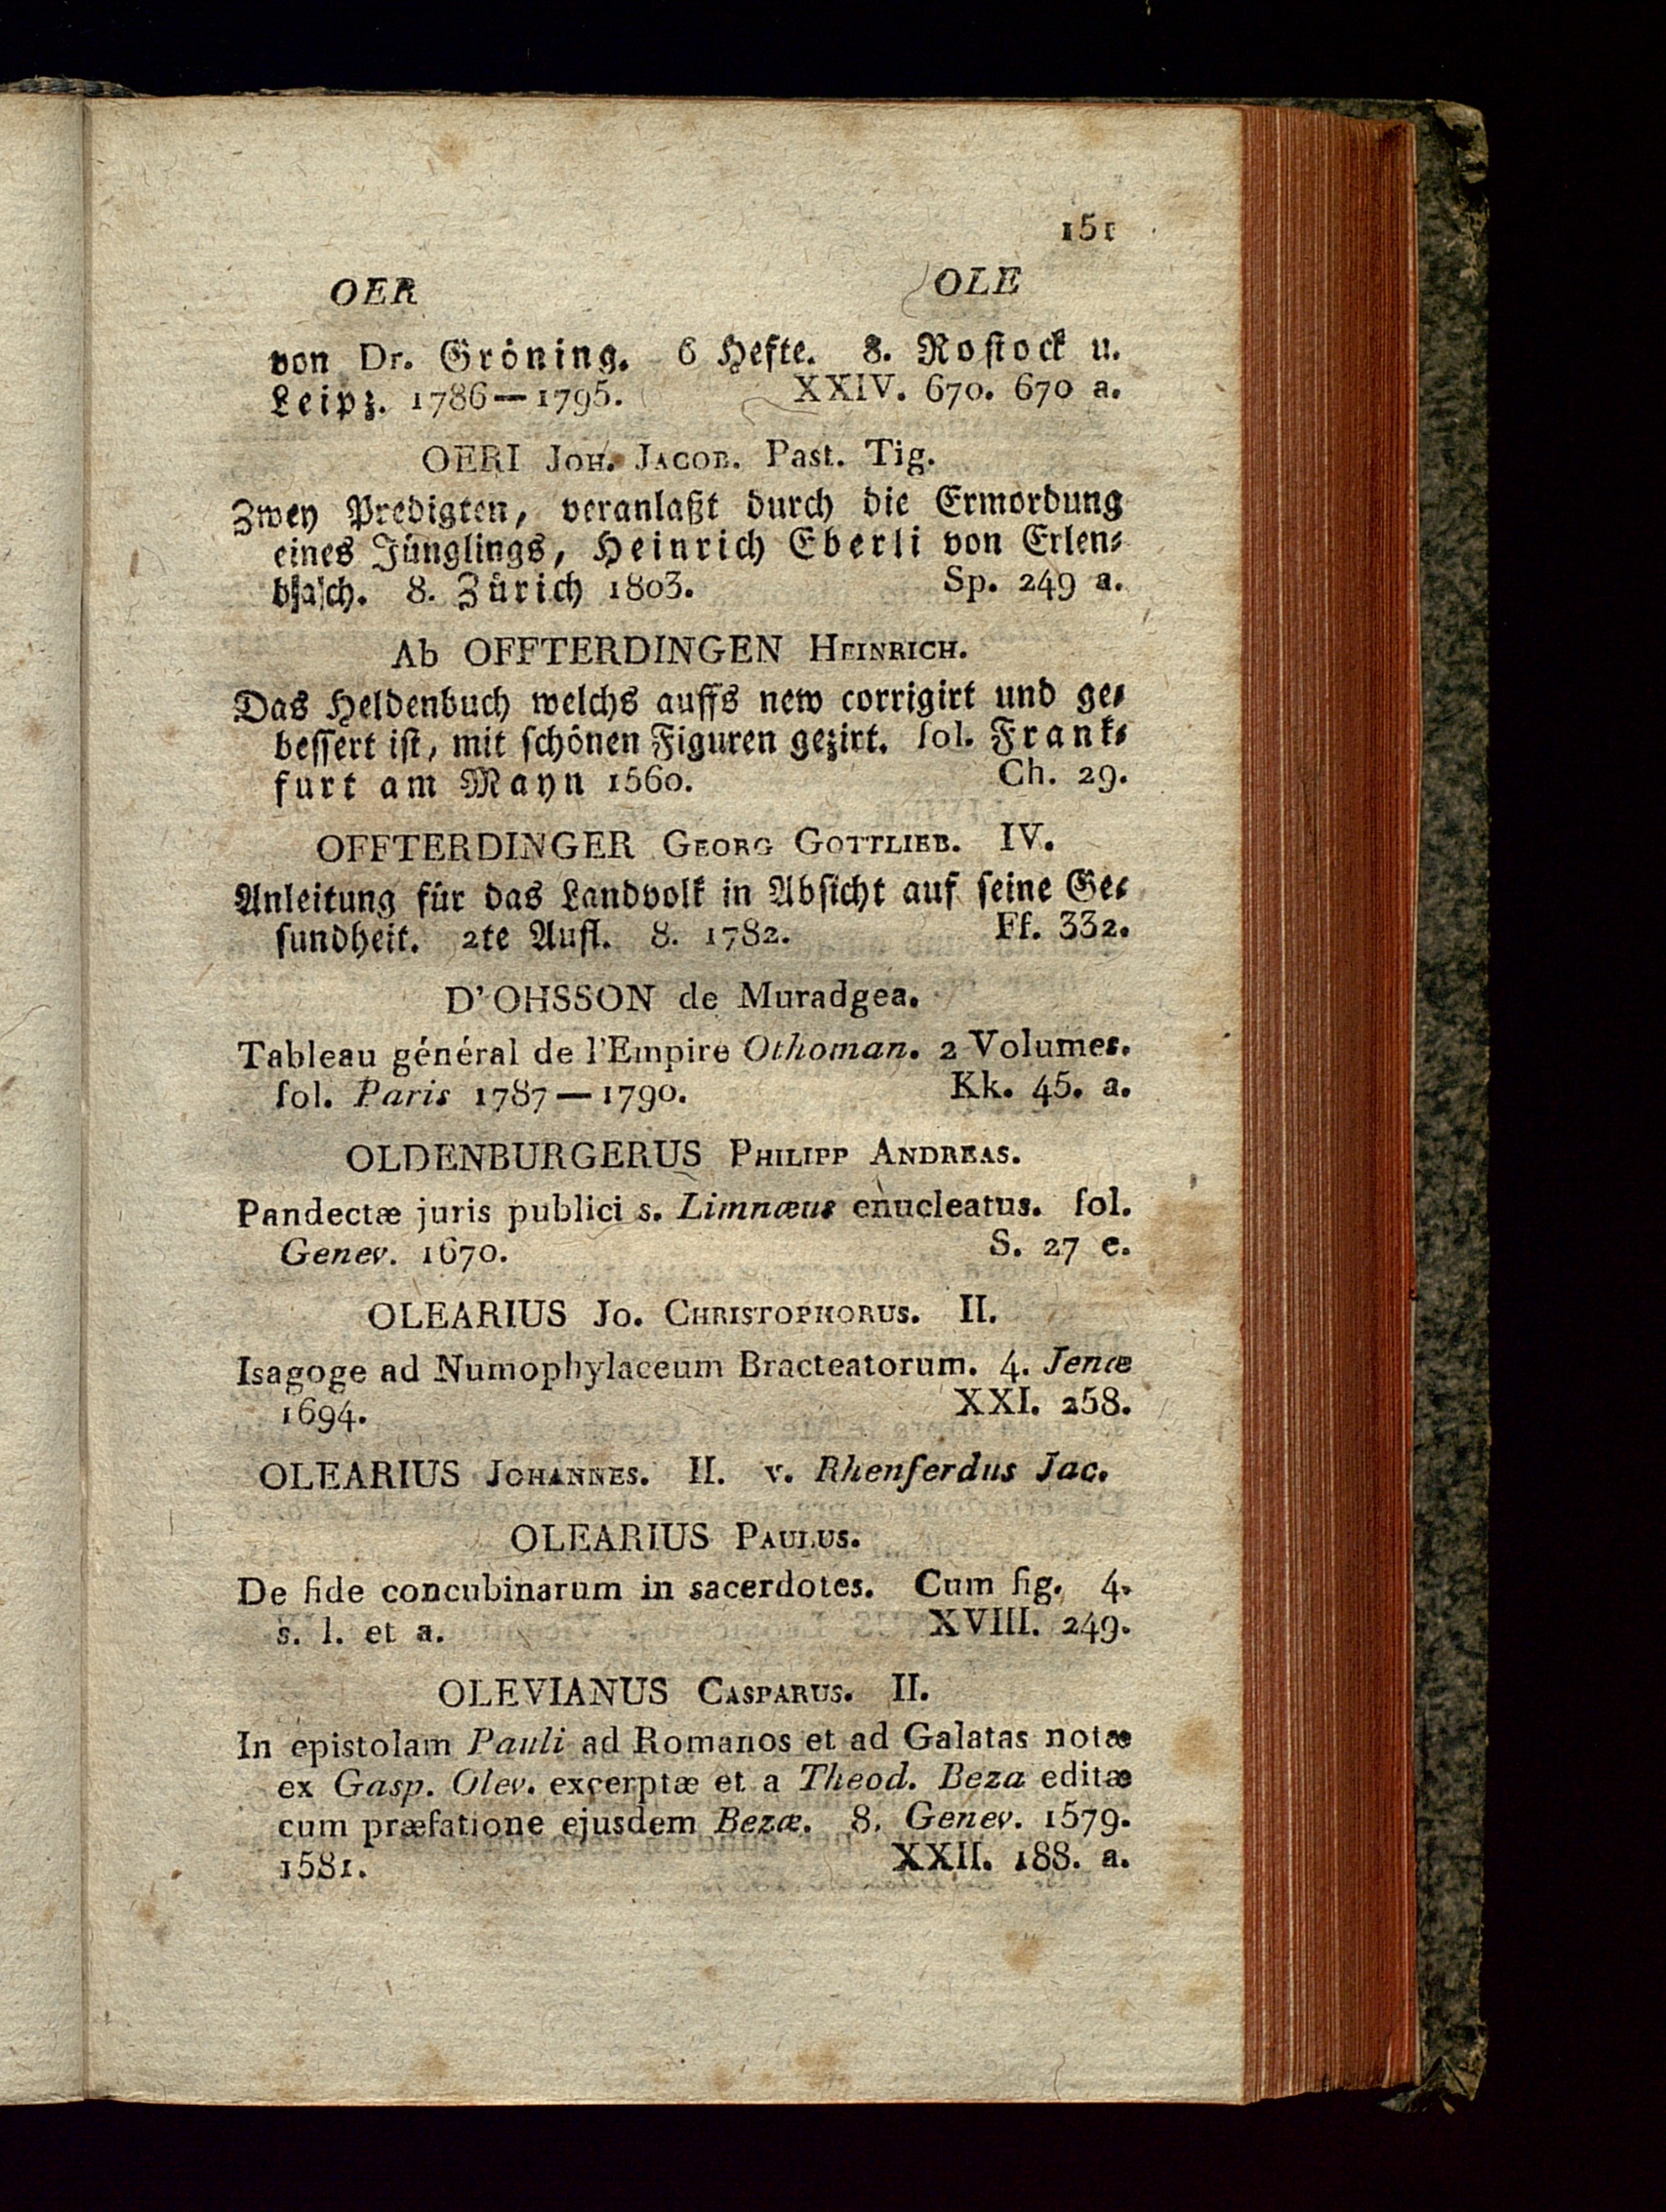 151
OER OLE
von Dr. Gröning. 6 Hefte. 8. Rostock u.
Leipz. 1786—1795. XXIV. 670. 670 a.
OERI JOH. JACOB. Past. Tig.
Zwey Predigten, veranlaßt durch die Ermordung
eines Jünglings, Heinrich Eberli von Erlen-
8. Zürich 1803. Sp. 249 a.
Ab OFFTERDINGEN HEINRICH.
Das Heldenbuch welchs auffs new corrigirt und ge-
bessert ist, mit schönen Figuren gezirt. fol. Frank-
furt am Mayn 1560. Ch. 29.
OFFTERDINGER GEORG GOTTLIEB. IV.
Anleitung für das Landvolk in Absicht auf seine Ge-
sundheit. 2te Aufl. 8. 1782. Ff. 332.
D'OHSSON de Muradgea.
Tableau général de l'Empire Othoman. 2 Volumes.
fol. Paris 1787—1790. Kk. 45. a.
OLDENBURGERUS PHILIPP ANDREAS.
Pandectæ juris publici s. Limnæus enucleatus. fol.
Genev. 1670. S. 27 e.
OLEARIUS JO. CHRISTOPHORUS. II.
Isagoge ad Numophylaceum Bracteatorum. 4. Jenæ
1694. XXI. 258.
OLEARIUS JOHANNES. II. v. Rhenferdus Jac.
OLEARIUS PAULUS.
De fide concubinarum in sacerdotes. Cum fig. 4.
s. l. et a. XVIII. 249.
OLEVIANUS CASPARUS. II.
In epistolam Pauli ad Romanos et ad Galatas notæ
ex Gasp. Olev. excerptæ et a Theod. Beza editæ
cum præfatione ejusdem Bezæ. 8. Genev. 1579.
1581. XXII. 188. a.